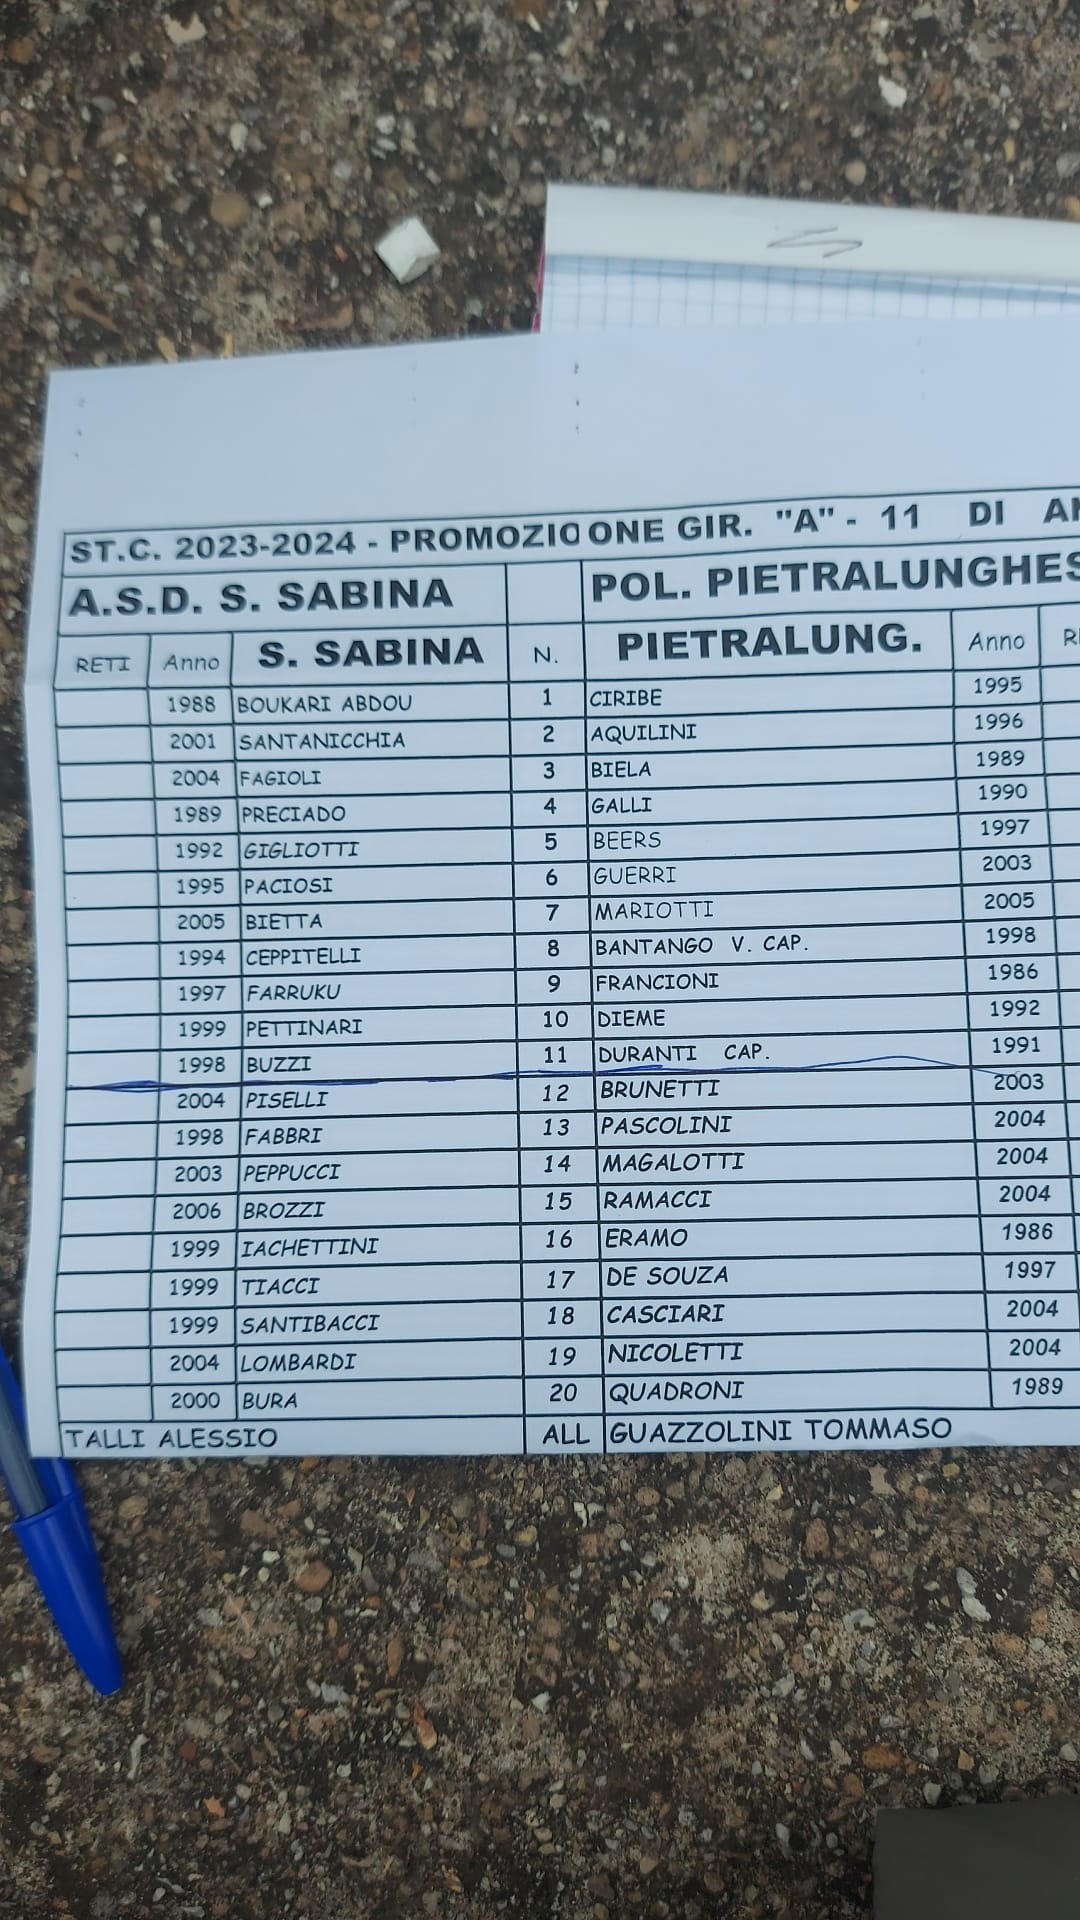 ST.C. 2023-2024 - PROMOZIO ONE GIR. "A" - 11 DI AN
A.S.D. S. SABINA POL. PIETRALUNGHES
RETI Anno S. SABINA N. PIETRALUNG. Anno RE
1988 BOUKARI ABDOU 1 CIRIBE 1995
2001 SANTANICCHIA 2 AQUILINI 1996
2004 FAGIOLI 3 BIELA 1989
1989 PRECIADO 4 GALLI 1990
1992 GIGLIOTTI 5 BEERS 1997
1995 PACIOSI 6 GUERRI 2003
2005 BIETTA 7 MARIOTTI 2005
1994 CEPPITELLI 8 BANTANGO V. CAP. 1998
1997 FARRUKU 9 FRANCIONI 1986
1999 PETTINARI 10 DIEME 1992
1998 BUZZI 11 DURANTI CAP. 1991
2004 PISELLI 12 BRUNETTI 2003
1998 FABBRI 13 PASCOLINI 2004
2003 PEPPUCCI 14 MAGALOTTI 2004
2006 BROZZI 15 RAMACCI 2004
1999 IACHETTINI 16 ERAMO 1986
1999 TIACCI 17 DE SOUZA 1997
1999 SANTIBACCI 18 CASCIARI 2004
2004 LOMBARDI 19 NICOLETTI 2004
2000 BURA 20 QUADRONI 1989
TALLI ALESSIO ALL GUAZZOLINI TOMMASO